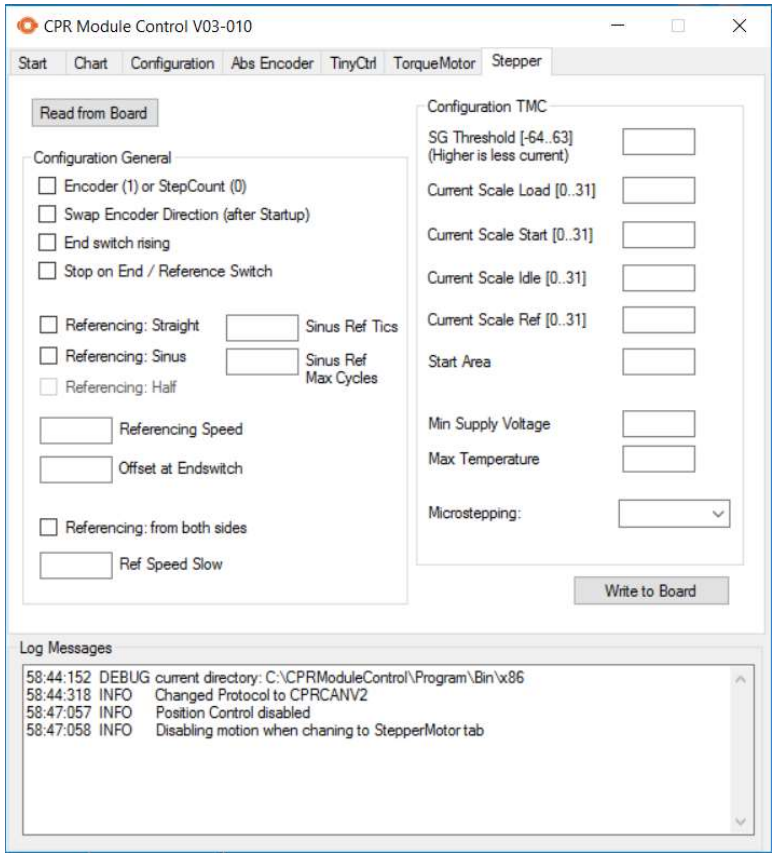 CPR Module Control V03-010
Start Chart Configuration Abs Encoder TinyCtrl TorqueMotor Stepper
Read from Board
Configuration General
Encoder (1) or StepCount (0)
Swap Encoder Direction (after Startup)
End switch rising
Stop on End / Reference Switch
Referencing: Straight
Sinus Ref Tics
Referencing: Sinus
Sinus Ref
Max Cycles
Referencing: Half
Referencing Speed
Offset at Endswitch
Referencing: from both sides
Ref Speed Slow
Configuration TMC
SG Threshold [-64..63]
(Higher is less current)
Current Scale Load [0..31]
Current Scale Start [0..31]
Current Scale Idle [0..31]
Current Scale Ref [0..31]
Start Area
Min Supply Voltage
Max Temperature
Microstepping:
Write to Board
Log Messages
58:44:152 DEBUG current directory: C:\CPRModuleControl\Program\Bin\x86
58:44:318 INFO Changed Protocol to CPRCANV2
58:47:057 INFO Position Control disabled
58:47:058 INFO Disabling motion when chaning to StepperMotor tab